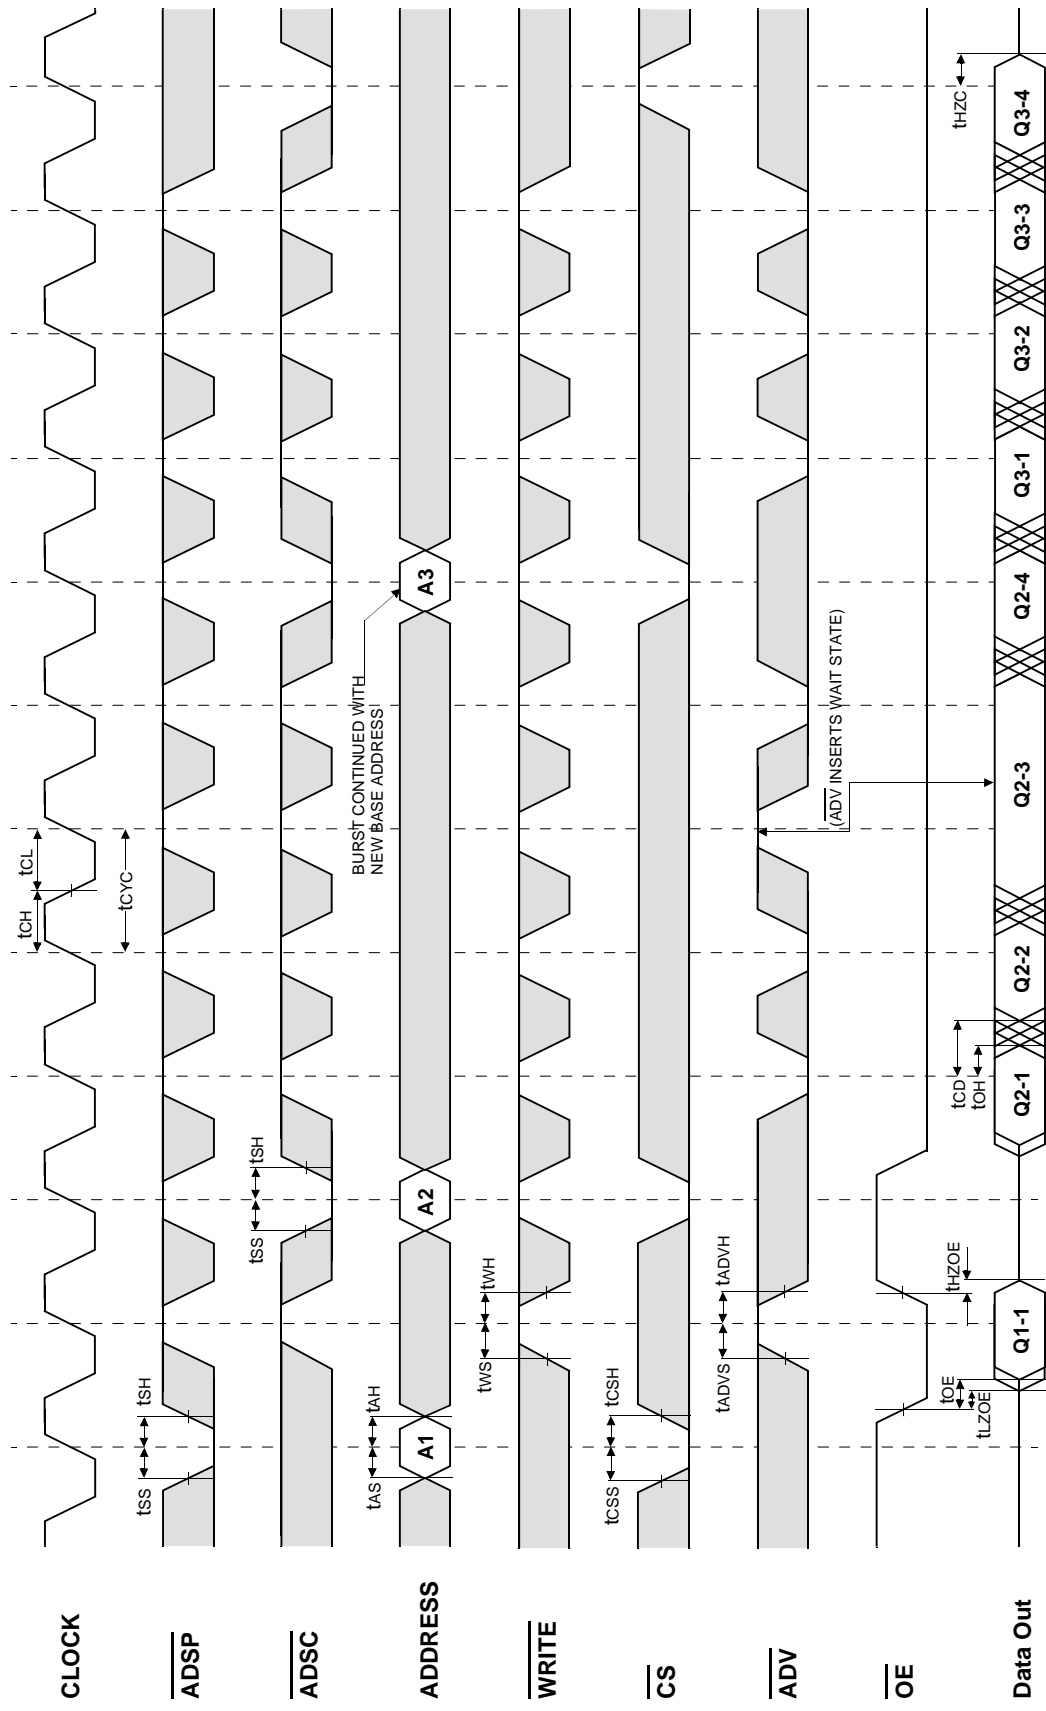 CLOCK
tCH
tCL
tCYC
ADSP
tSS
tSH
ADSC
tSS
tSH
BURST CONTINUED WITH
NEW BASE ADDRESS
ADDRESS
tAS
tAH
A1
A2
A3
WRITE
tWS
tWH
CS
tCSS
tCSH
ADV
tADVS
tADVH
(ADV INSERTS WAIT STATE)
OE
tOE
tLZOE
tHZOE
tCD
tOH
tHZC
Data Out
Q1-1
Q2-1
Q2-2
Q2-3
Q2-4
Q3-1
Q3-2
Q3-3
Q3-4